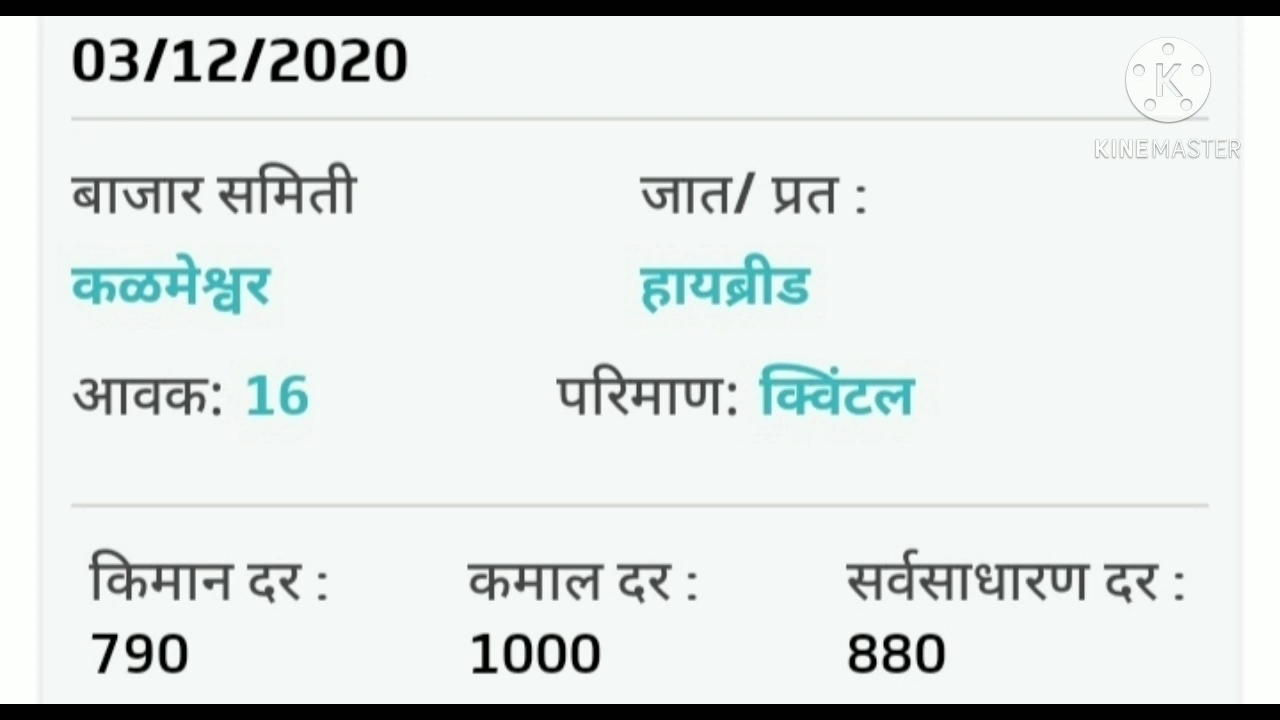 03/12/2020
KINEMASTER
बाजार समिती जात/ प्रत :
कळमेश्वर हायब्रीड
आवक: 16 परिमाण: क्विंटल
किमान दर : कमाल दर : सर्वसाधारण दर :
790 1000 880